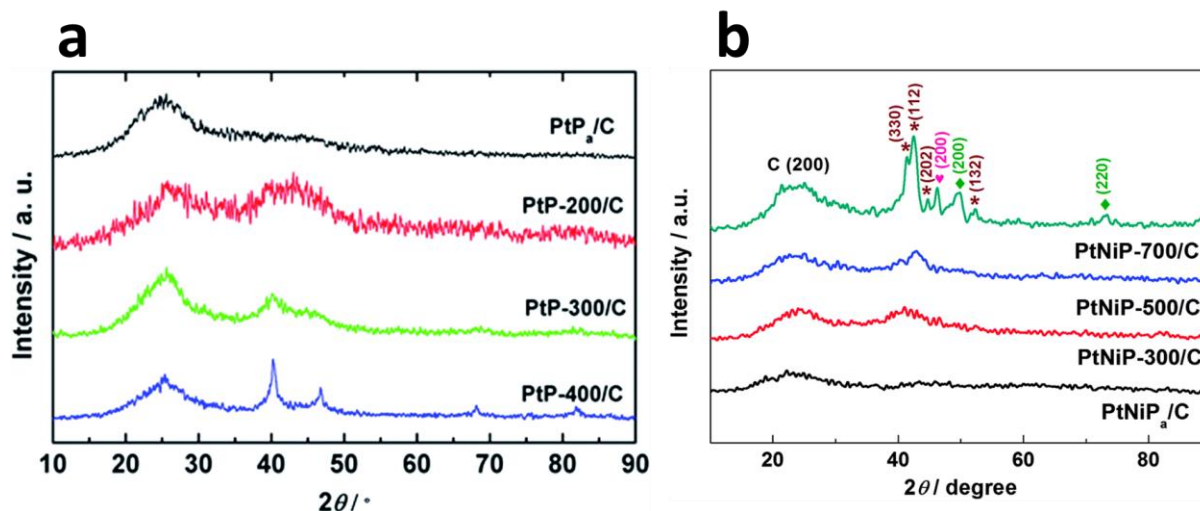 a
Intensity / a. u.
PtPₐ/C
PtP-200/C
PtP-300/C
PtP-400/C
10 20 30 40 50 60 70 80 90
2θ / °
b
Intensity / a.u.
C (200)
(330)
*
*(112)
*(202)
♥(200)
◆(200)
*(132)
◆(220)
PtNiP-700/C
PtNiP-500/C
PtNiP-300/C
PtNiPₐ/C
20 40 60 80
2θ / degree